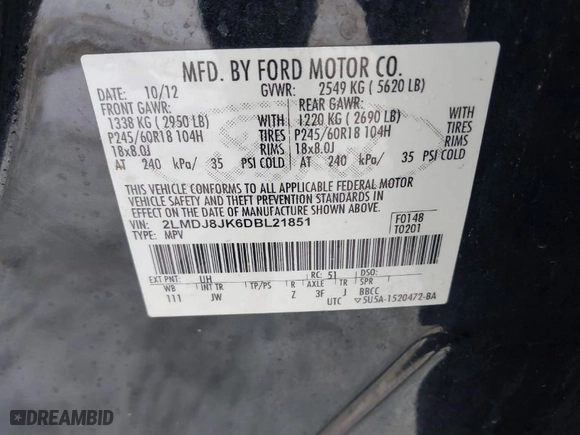 MFD. BY FORD MOTOR CO.
DATE: 10/12 GVWR: 2549 KG ( 5620 LB)
FRONT GAWR: REAR GAWR:
1338 KG ( 2950 LB) WITH 1220 KG ( 2690 LB) WITH
P245/60R18 104H TIRES P245/60R18 104H TIRES
18x8.0J RIMS 18x8.0J RIMS
AT 240 kPa/ 35 PSI COLD AT 240 kPa/ 35 PSI COLD
THIS VEHICLE CONFORMS TO ALL APPLICABLE FEDERAL MOTOR
VEHICLE SAFETY AND THEFT PREVENTION STANDARDS IN
EFFECT ON THE DATE OF MANUFACTURE SHOWN ABOVE.
VIN: 2LMDJ8JK6DBL21851 F0148
TYPE: MPV T0201
UH RC: 51 DSO:
WB INT TR TP/PS R AXLE TR SPR
111 JW Z 3F J BBCC
UTC 5U5A-1520472-BA
DREAMBID